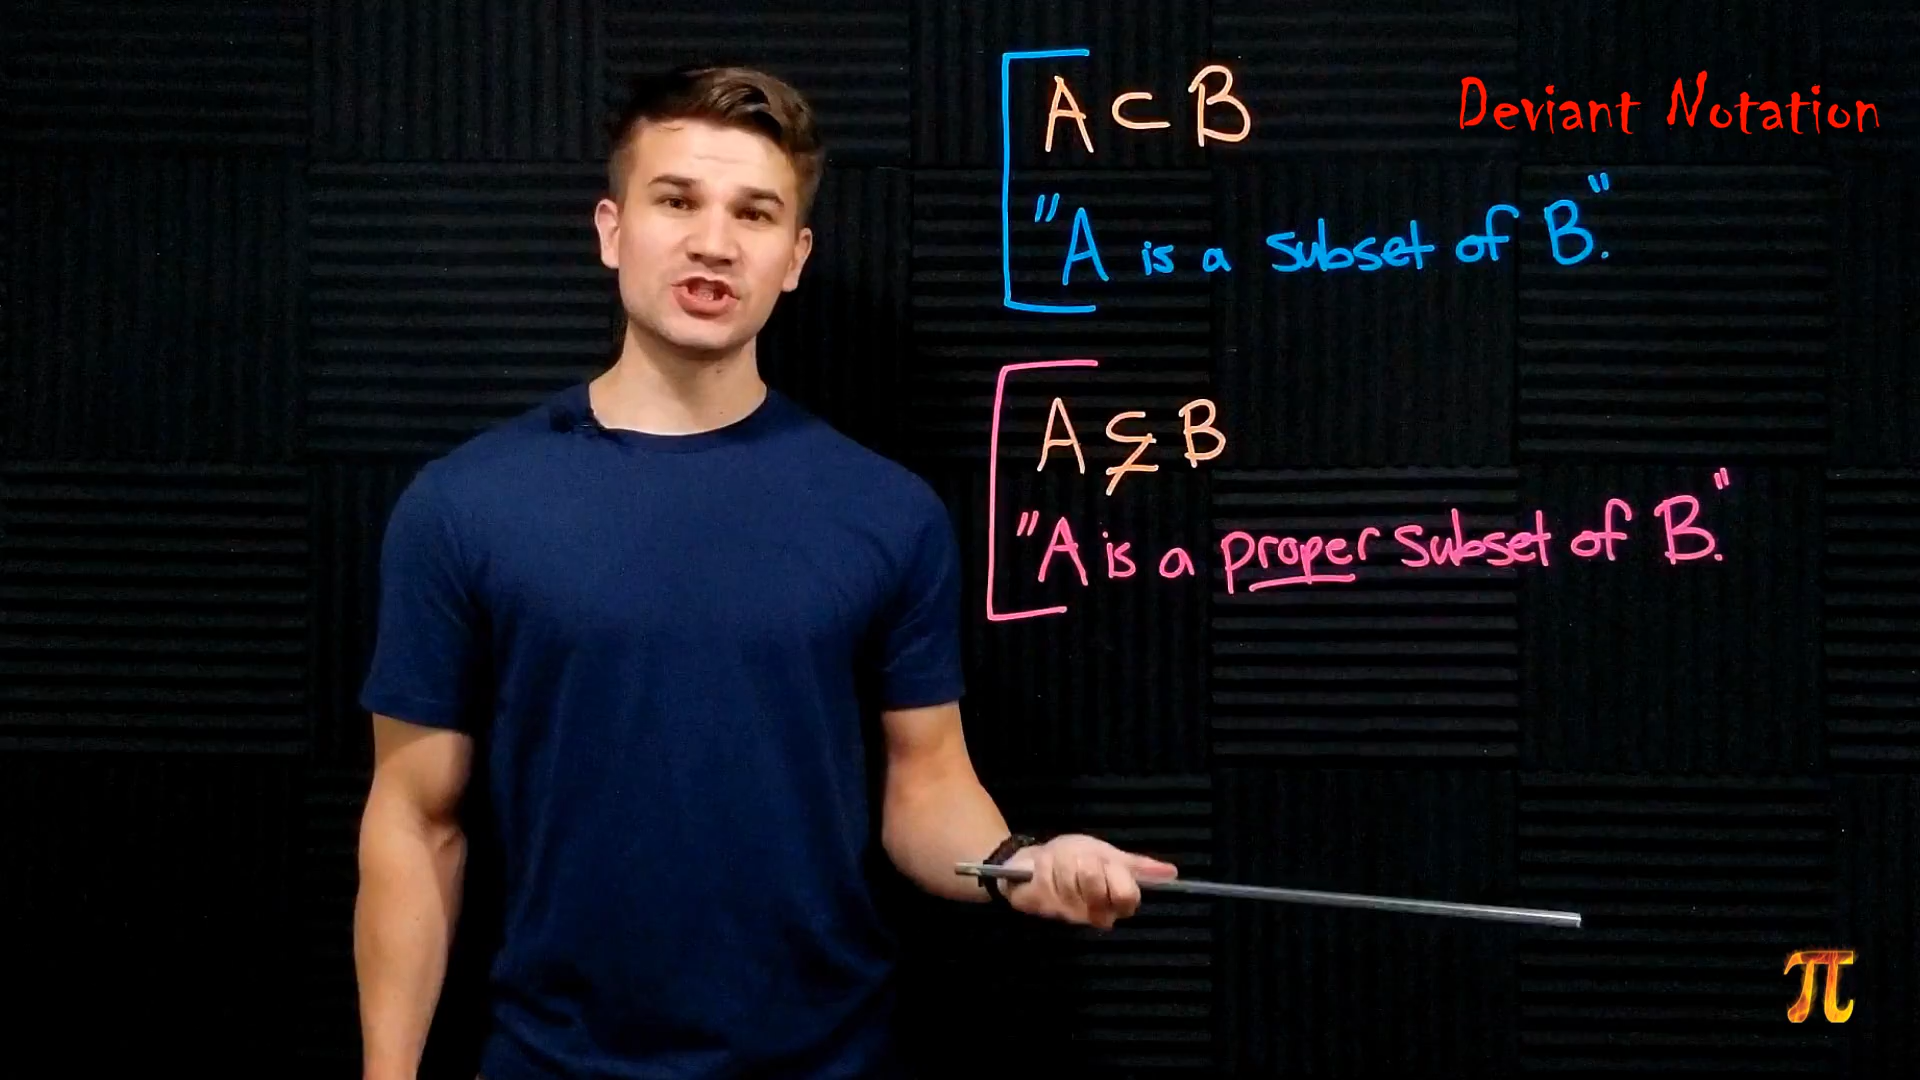 A ⊂ B
Deviant Notation
"A is a subset of B."
A ⊊ B
"A is a proper subset of B."
π